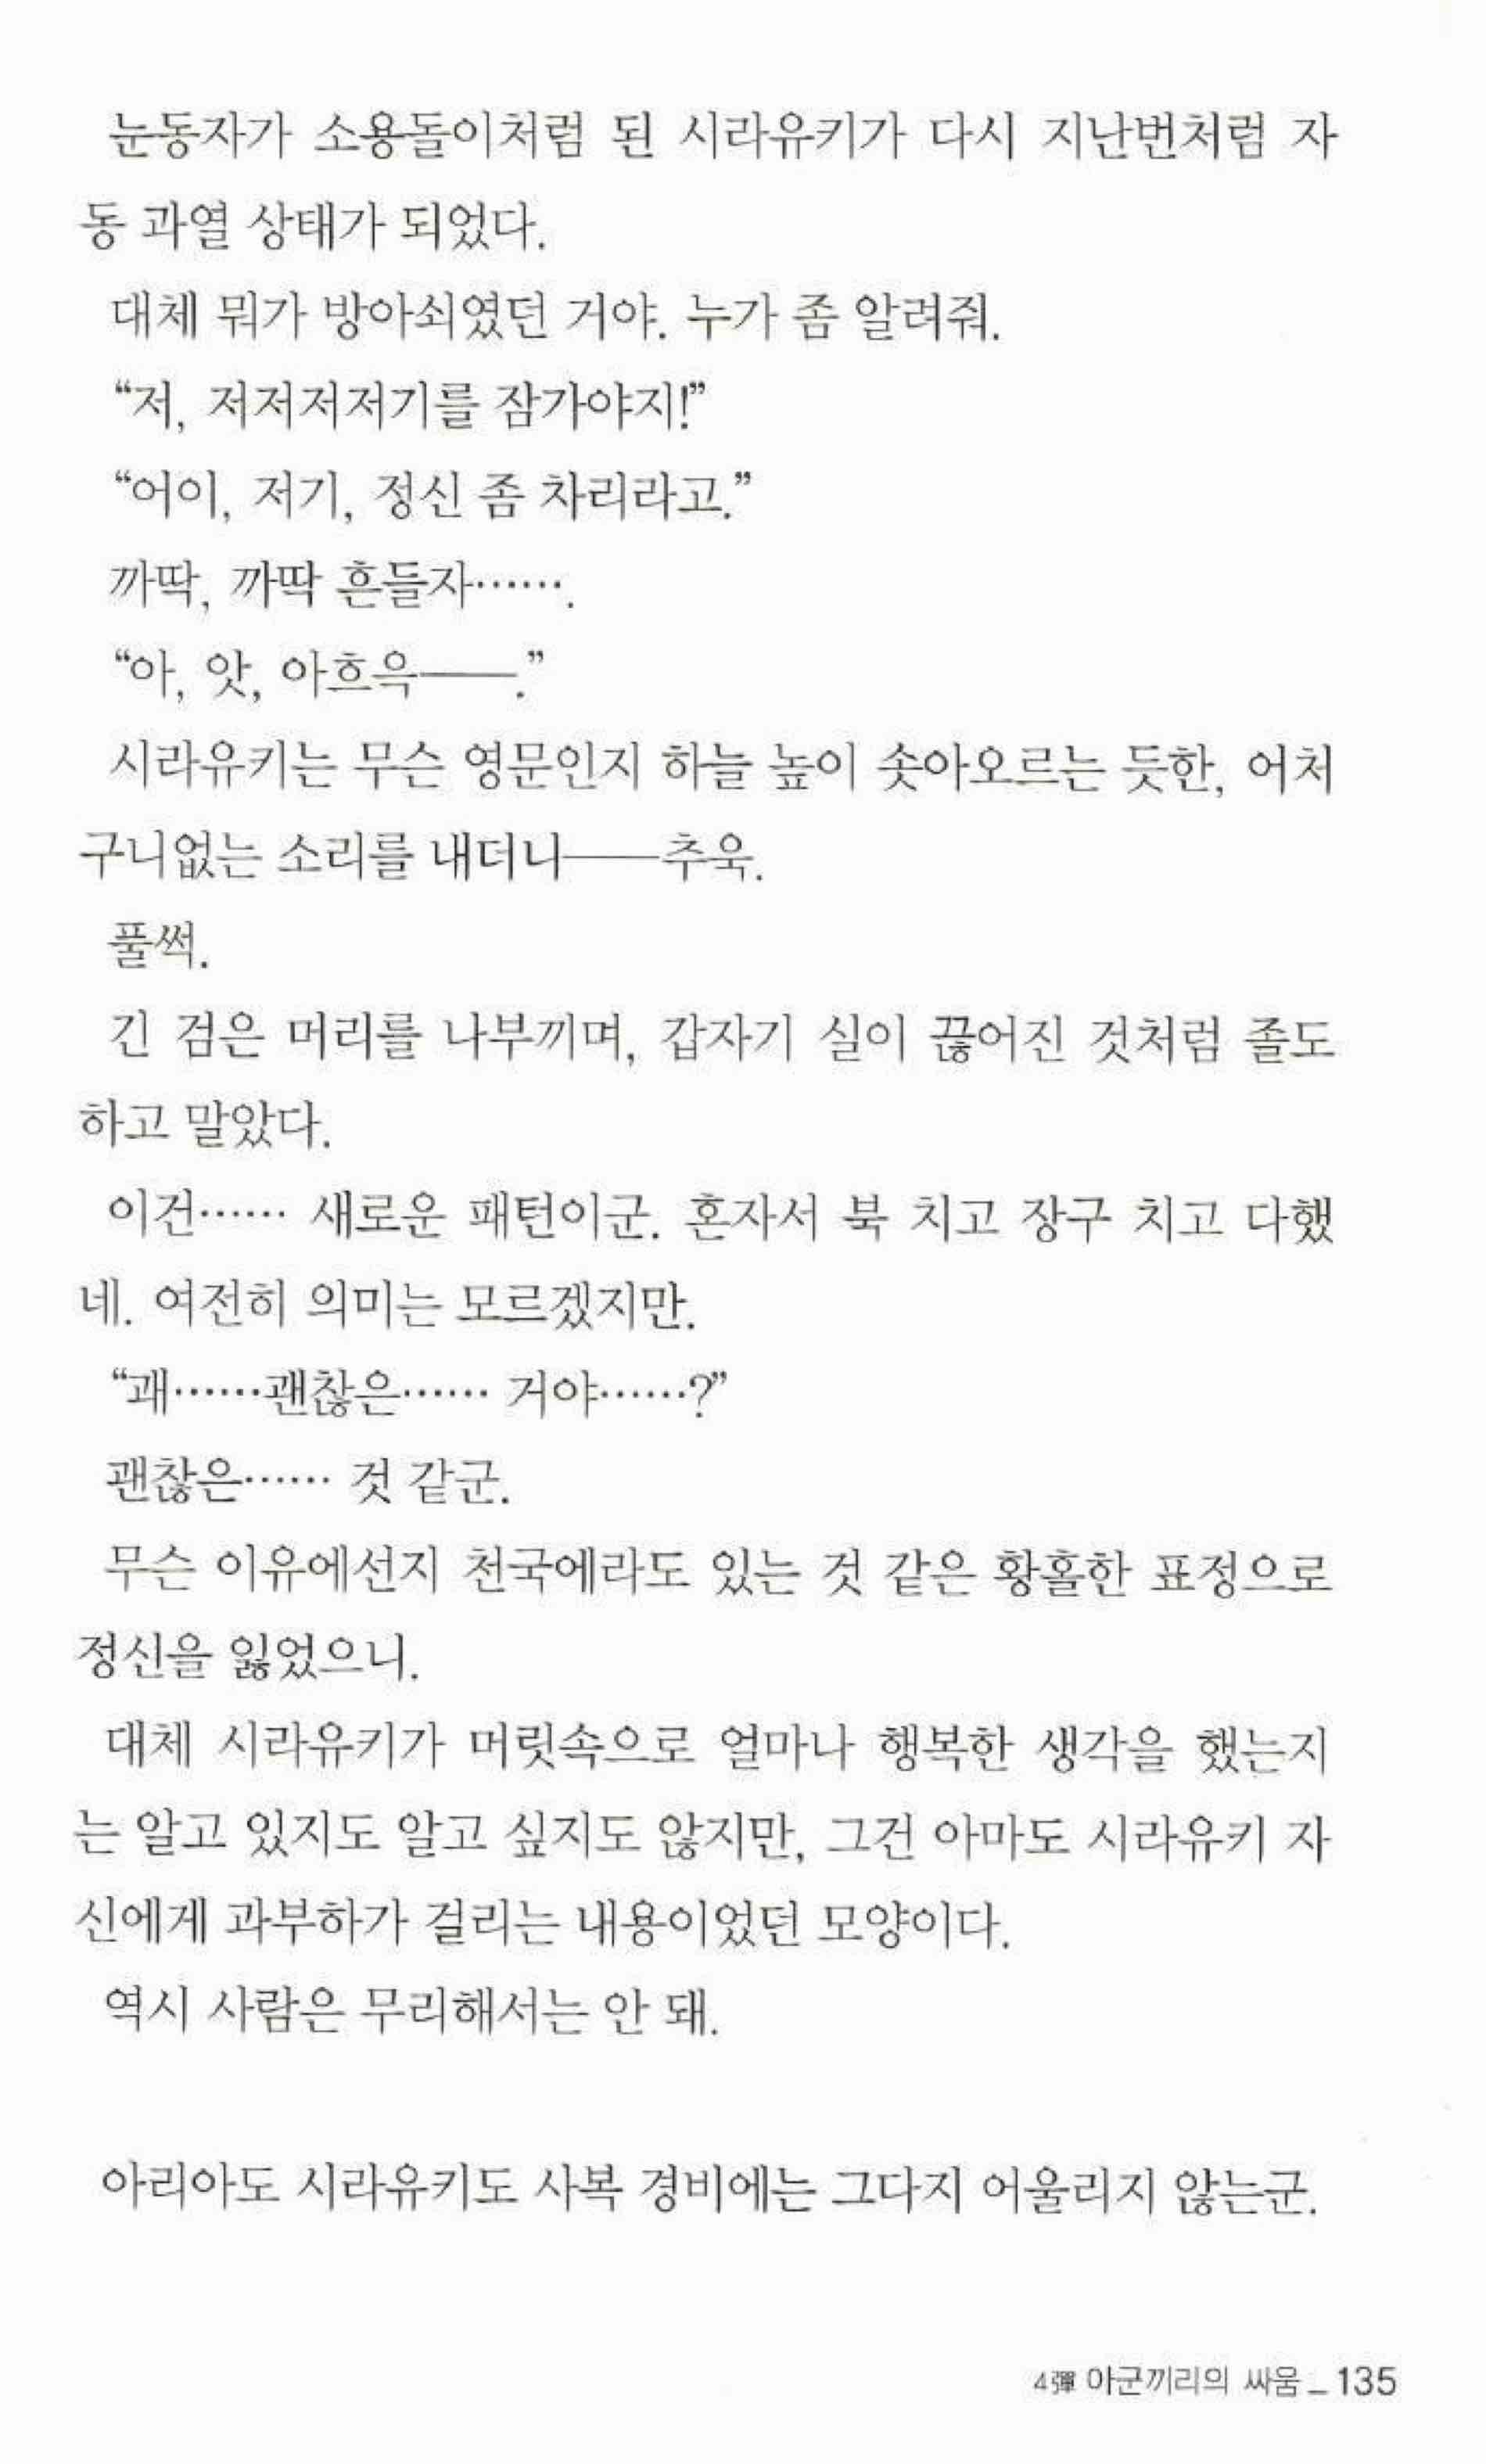 눈동자가 소용돌이처럼 된 시라유키가 다시 지난번처럼 자
동 과열 상태가 되었다.
대체 뭐가 방아쇠였던 거야. 누가 좀 알려줘.
“저, 저저저저기를 잠가야지!”
“어이, 저기, 정신 좀 차리라고.”
까딱, 까딱 흔들자…….
“아, 앗, 아흐윽──.”
시라유키는 무슨 영문인지 하늘 높이 솟아오르는 듯한, 어처
구니없는 소리를 내더니──추욱.
풀썩.
긴 검은 머리를 나부끼며, 갑자기 실이 끊어진 것처럼 졸도
하고 말았다.
이건…… 새로운 패턴이군. 혼자서 북 치고 장구 치고 다했
네. 여전히 의미는 모르겠지만.
“괘……괜찮은…… 거야……?”
괜찮은…… 것 같군.
무슨 이유에선지 천국에라도 있는 것 같은 황홀한 표정으로
정신을 잃었으니.
대체 시라유키가 머릿속으로 얼마나 행복한 생각을 했는지
는 알고 있지도 알고 싶지도 않지만, 그건 아마도 시라유키 자
신에게 과부하가 걸리는 내용이었던 모양이다.
역시 사람은 무리해서는 안 돼.
아리아도 시라유키도 사복 경비에는 그다지 어울리지 않는군.
4彈 아군끼리의 싸움 _ 135